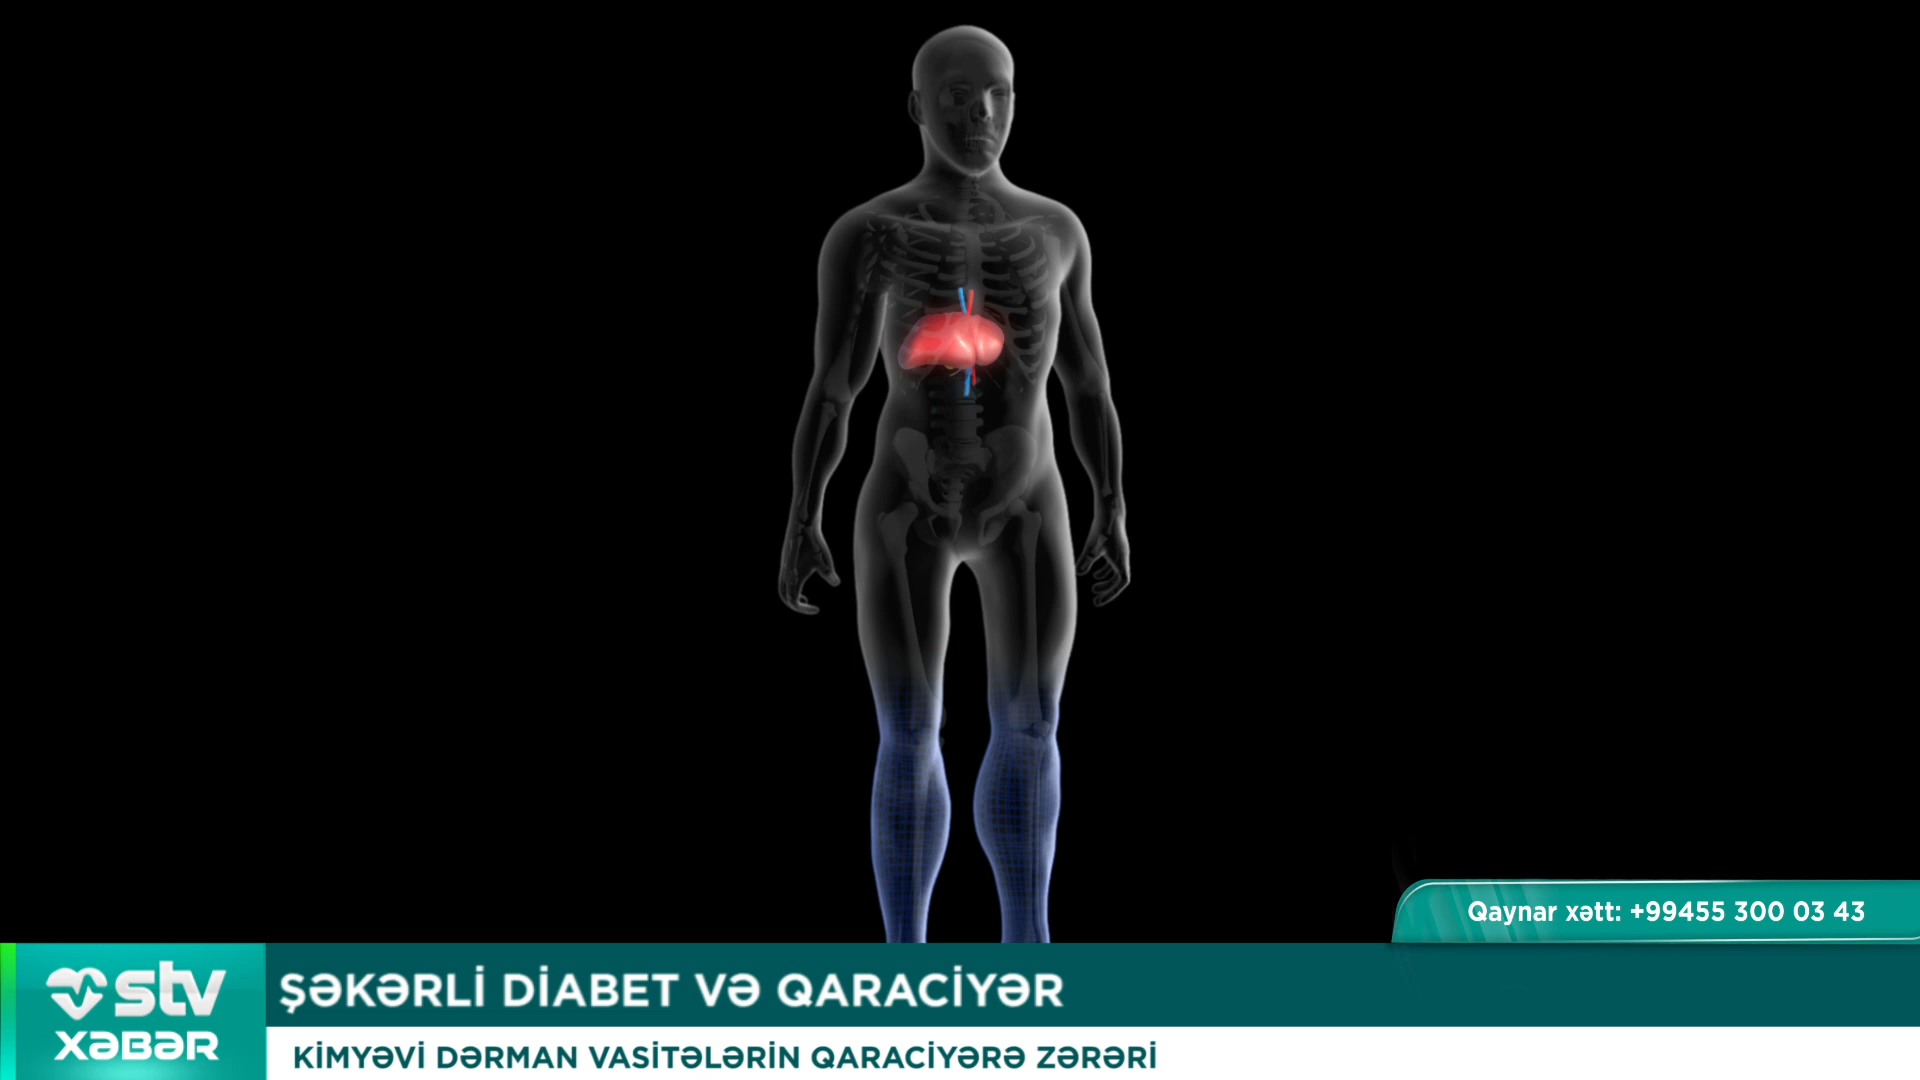 Qaynar xətt: +99455 300 03 43
stv
XƏBƏR
ŞƏKƏRLİ DİABET VƏ QARACİYƏR
KİMYƏVİ DƏRMAN VASİTƏLƏRİN QARACİYƏRƏ ZƏRƏRİ